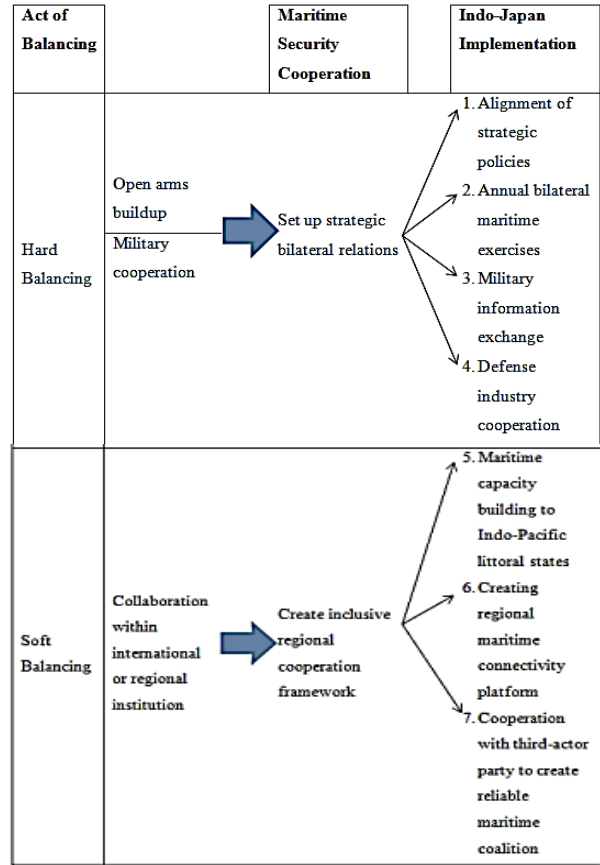 Act of
Balancing
Maritime
Security
Cooperation
Indo-Japan
Implementation
Hard
Balancing
Open arms
buildup
Military
cooperation
Set up strategic
bilateral relations
1. Alignment of
strategic
policies
2. Annual bilateral
maritime
exercises
3. Military
information
exchange
4. Defense
industry
cooperation
Soft
Balancing
Collaboration
within
international
or regional
institution
Create inclusive
regional
cooperation
framework
5. Maritime
capacity
building to
Indo-Pacific
littoral states
6. Creating
regional
maritime
connectivity
platform
7. Cooperation
with third-actor
party to create
reliable
maritime
coalition